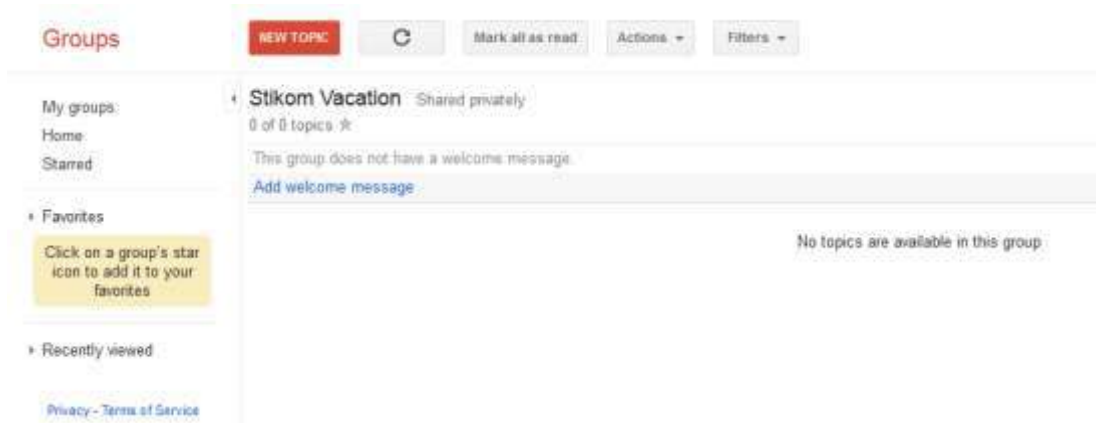 Groups
NEW TOPIC
Mark all as read
Actions
Filters
My groups
Home
Starred
Favorites
Click on a group's star
icon to add it to your
favorites
Recently viewed
Privacy - Terms of Service
Stikom Vacation Shared privately
0 of 0 topics
This group does not have a welcome message.
Add welcome message
No topics are available in this group